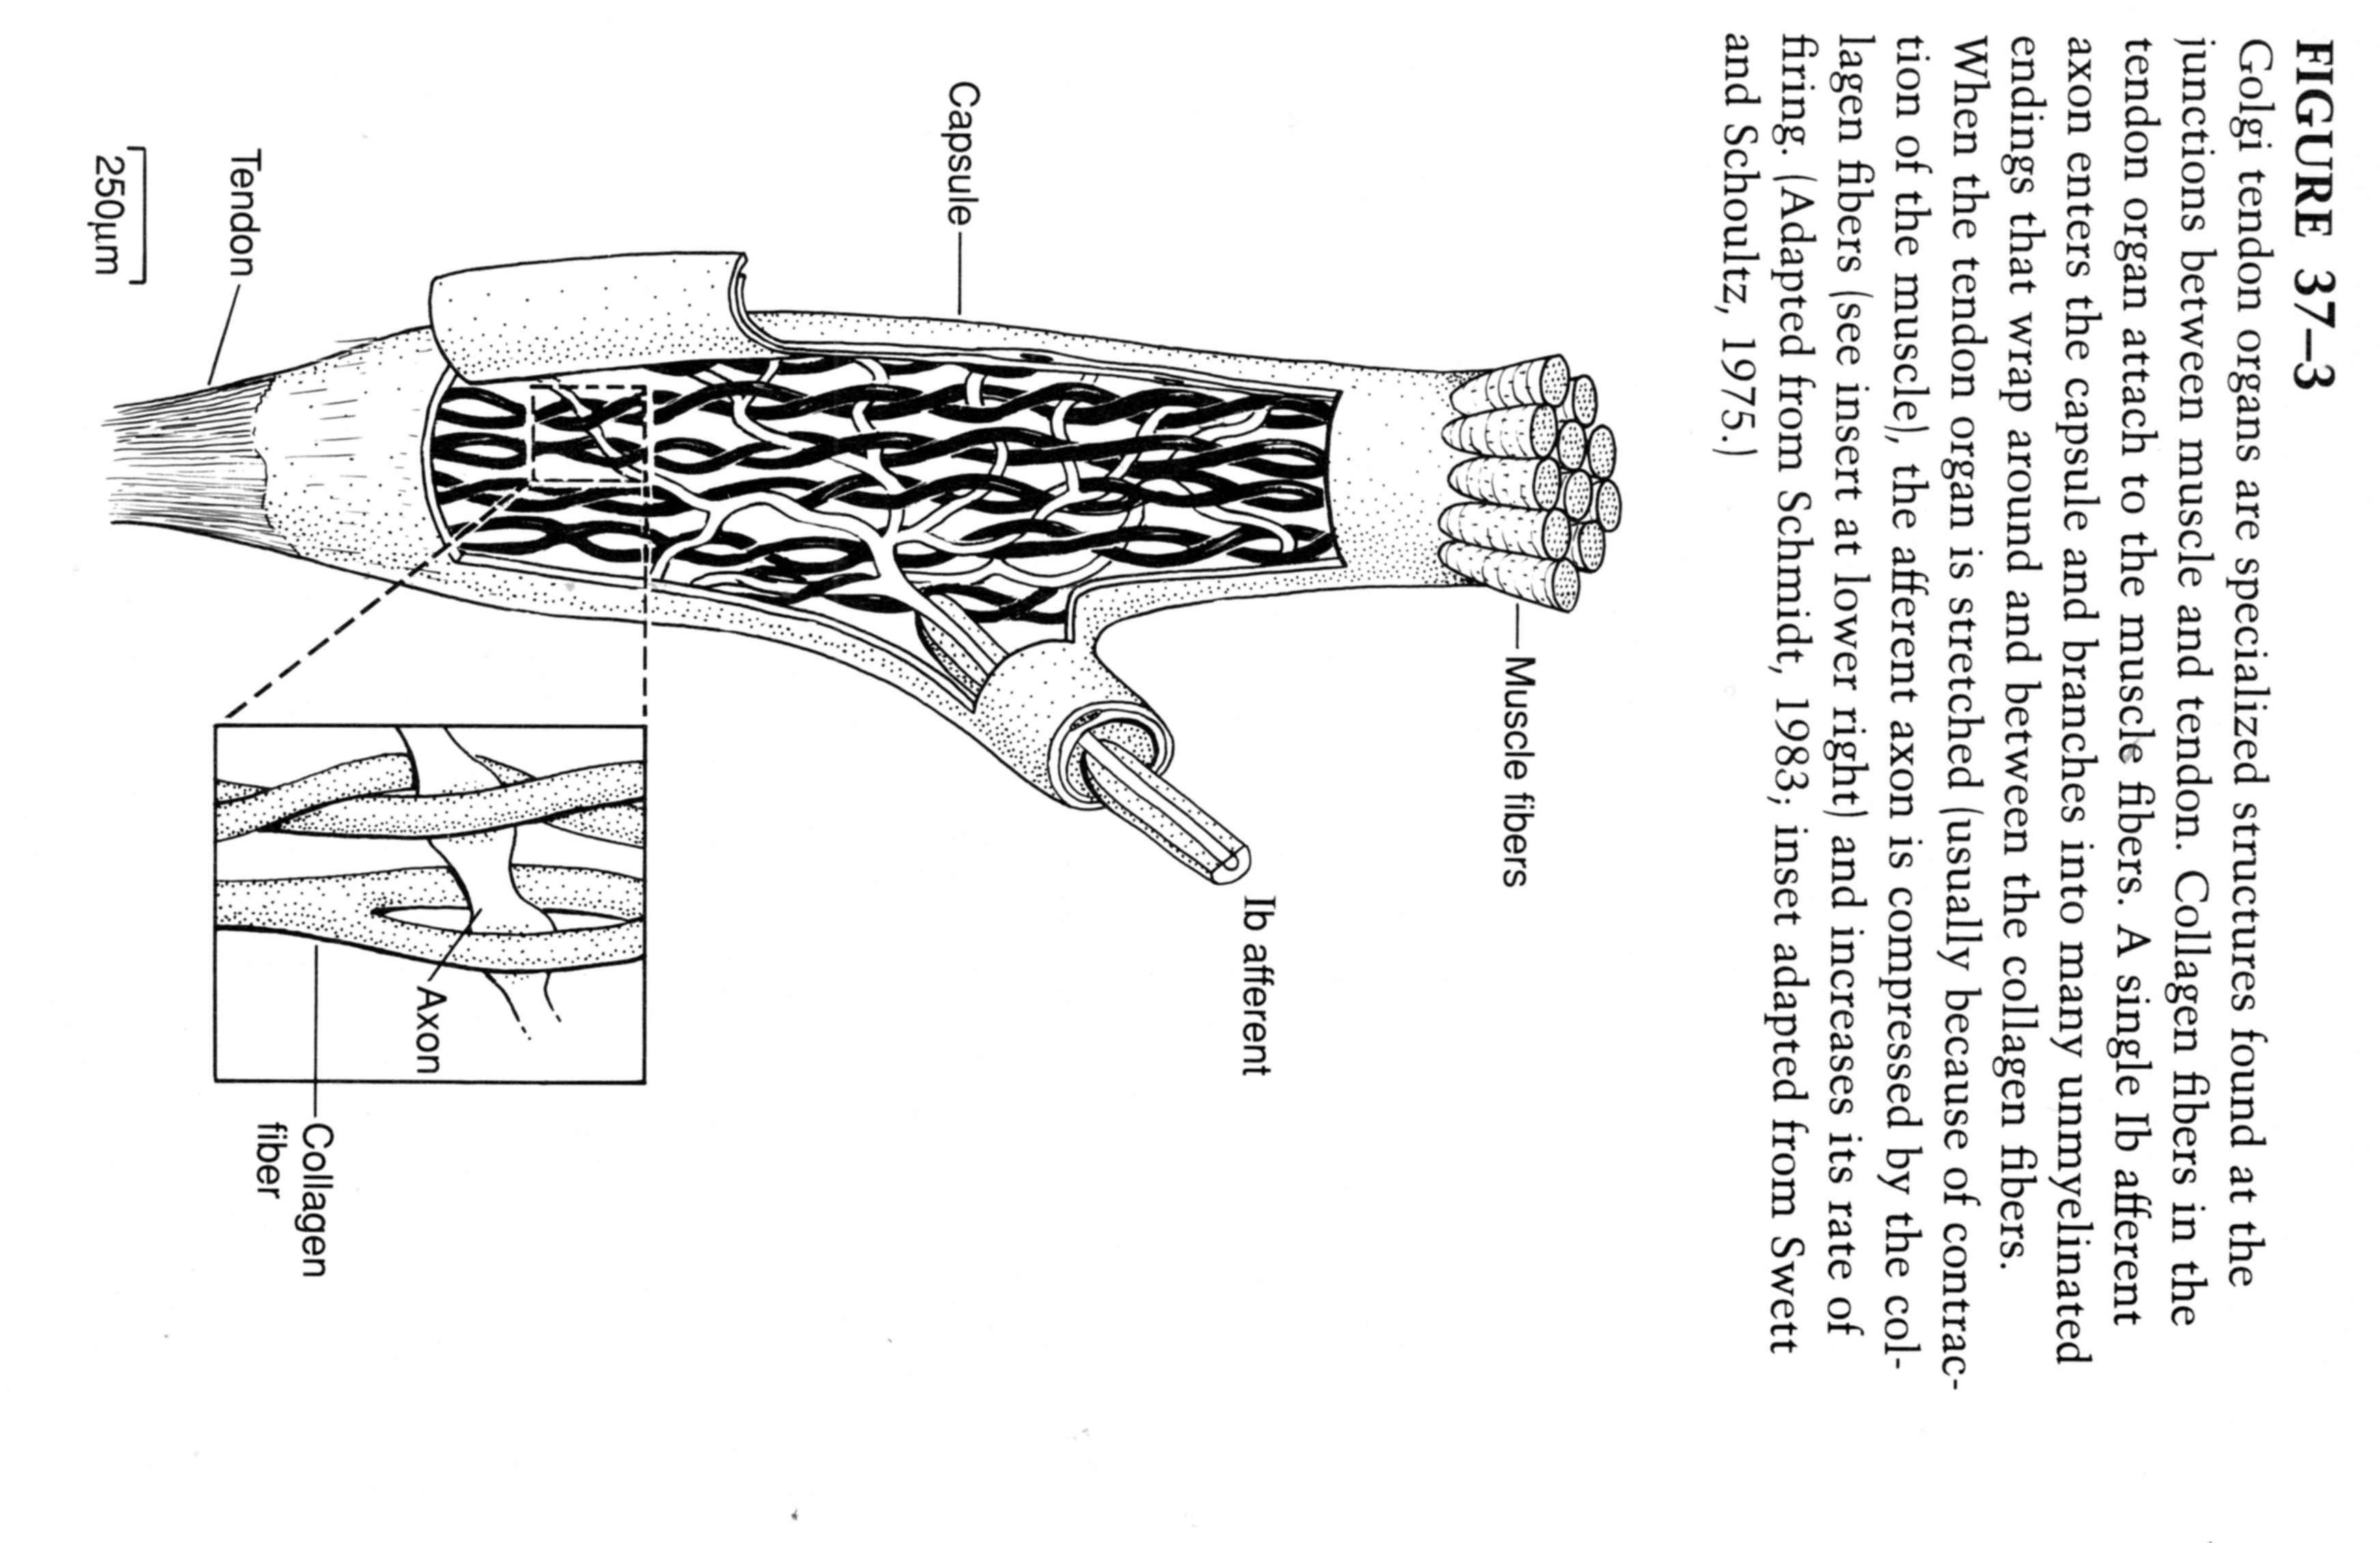 FIGURE 37–3
Golgi tendon organs are specialized structures found at the
junctions between muscle and tendon. Collagen fibers in the
tendon organ attach to the muscle fibers. A single Ib afferent
axon enters the capsule and branches into many unmyelinated
endings that wrap around and between the collagen fibers.
When the tendon organ is stretched (usually because of contrac-
tion of the muscle), the afferent axon is compressed by the col-
lagen fibers (see insert at lower right) and increases its rate of
firing. (Adapted from Schmidt, 1983; inset adapted from Swett
and Schoultz, 1975.)
Muscle fibers
Ib afferent
Capsule
Axon
Collagen
fiber
Tendon
250μm